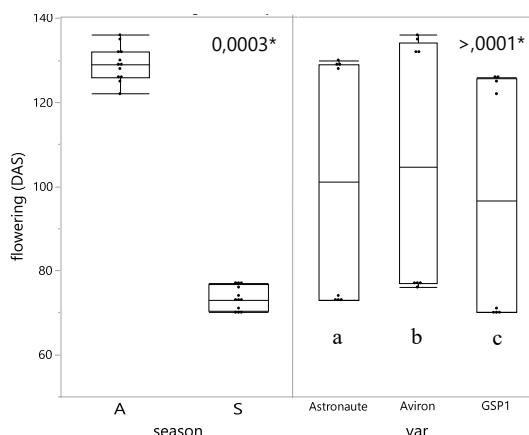 140
0,0003*
>,0001*
120
100
80
60
flowering (DAS)
a b c
A S Astronaute Aviron GSP1
season var